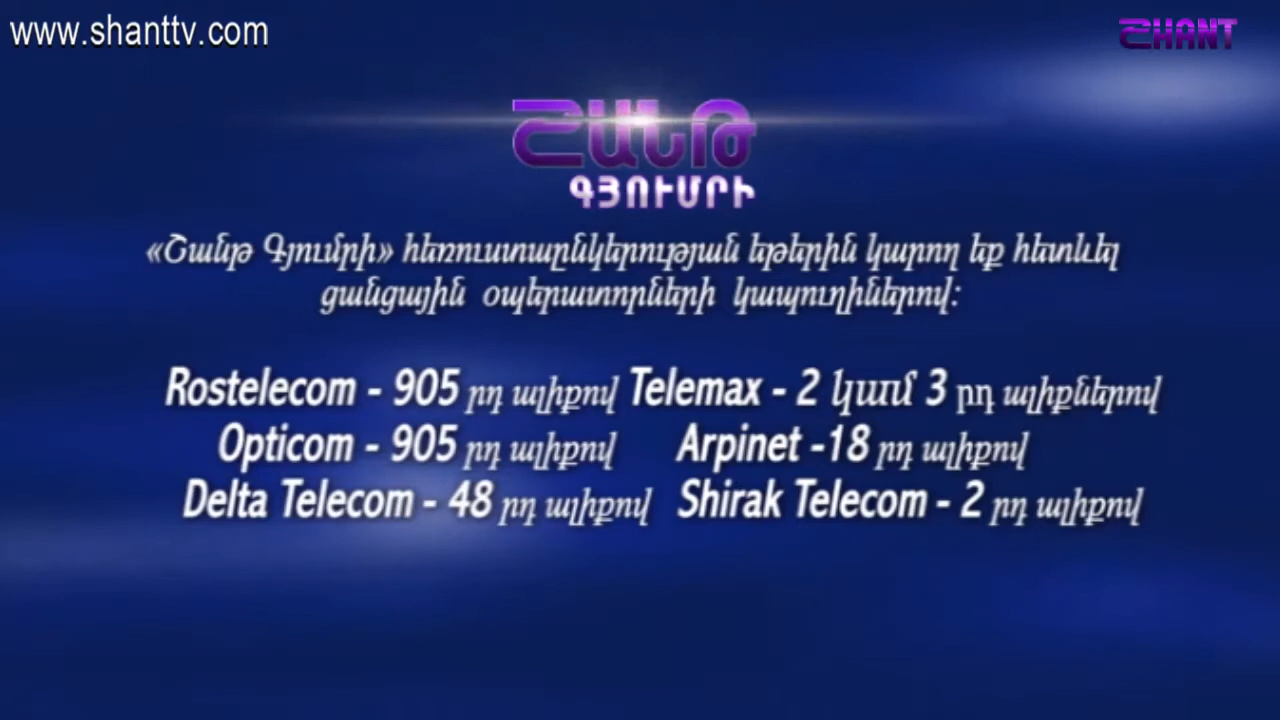 www.shanttv.com
SHANT
ՇԱՆԹ
ԳՅՈՒՄՐԻ
«Շանթ Գյումրի» հեռուստաընկերության եթերին կարող եք հետևել
ցանցային օպերատորների կապուղիներով:
Rostelecom - 905 րդ ալիքով Telemax - 2 կամ 3 րդ ալիքներով
Opticom - 905 րդ ալիքով Arpinet -18 րդ ալիքով
Delta Telecom - 48 րդ ալիքով Shirak Telecom - 2 րդ ալիքով